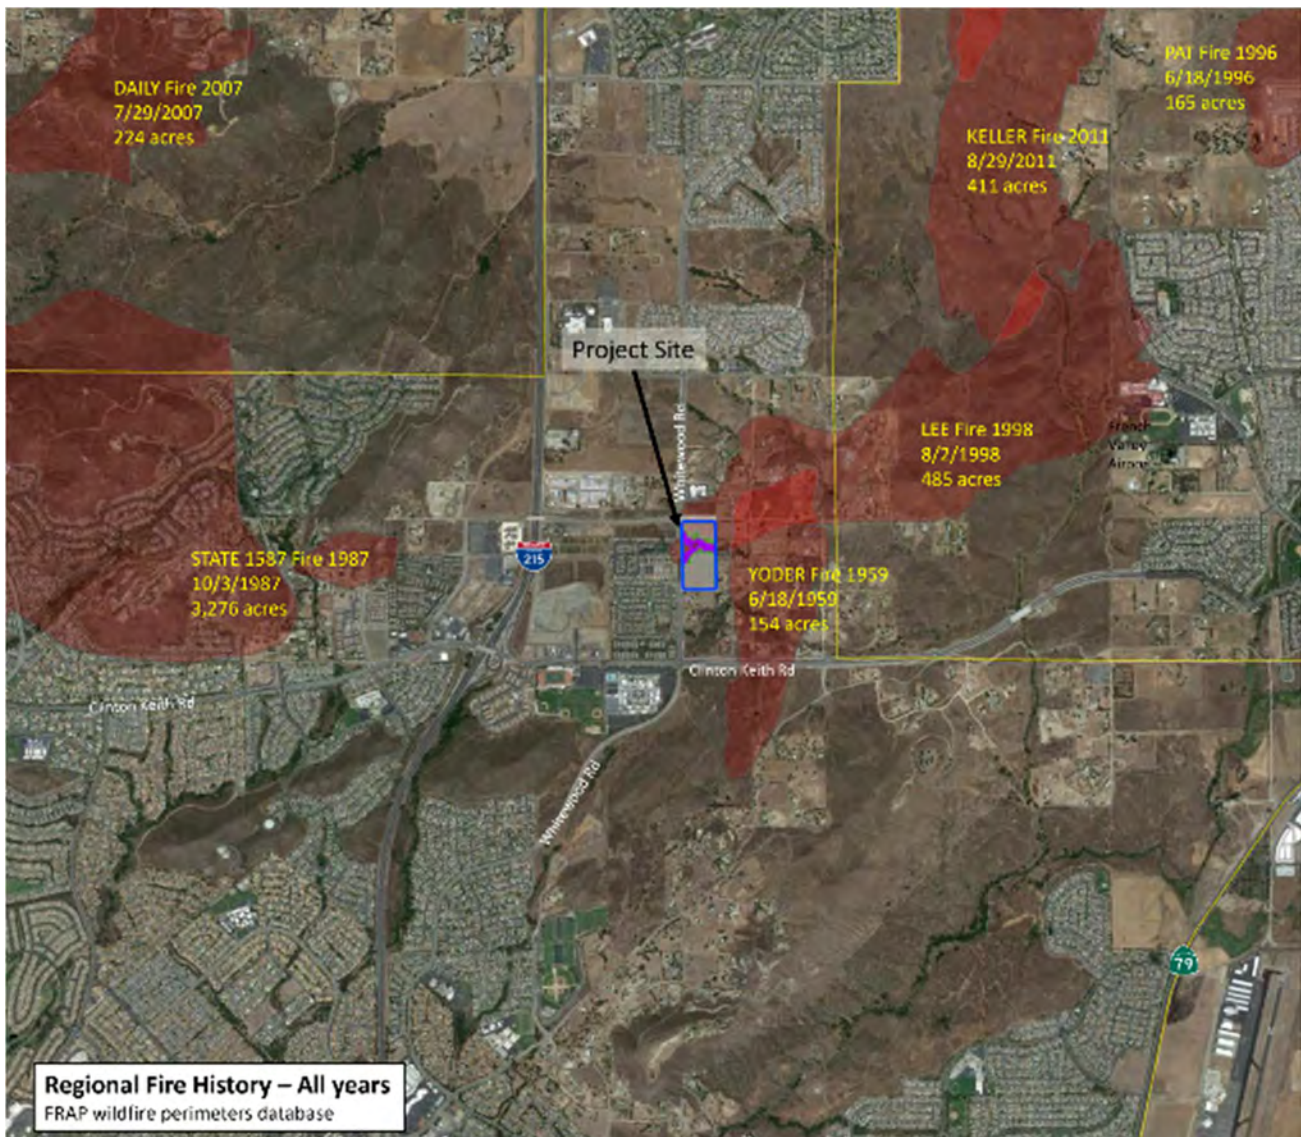 DAILY Fire 2007
7/29/2007
224 acres
PAT Fire 1996
6/18/1996
165 acres
KELLER Fire 2011
8/29/2011
411 acres
Project Site
Whitewood Rd
LEE Fire 1998
8/2/1998
485 acres
French
Valley
STATE 1587 Fire 1987
10/3/1987
3,276 acres
215
YODER Fire 1959
6/18/1959
154 acres
Clinton Keith Rd
Clinton Keith Rd
Whitewood Rd
79
Regional Fire History – All years
FRAP wildfire perimeters database